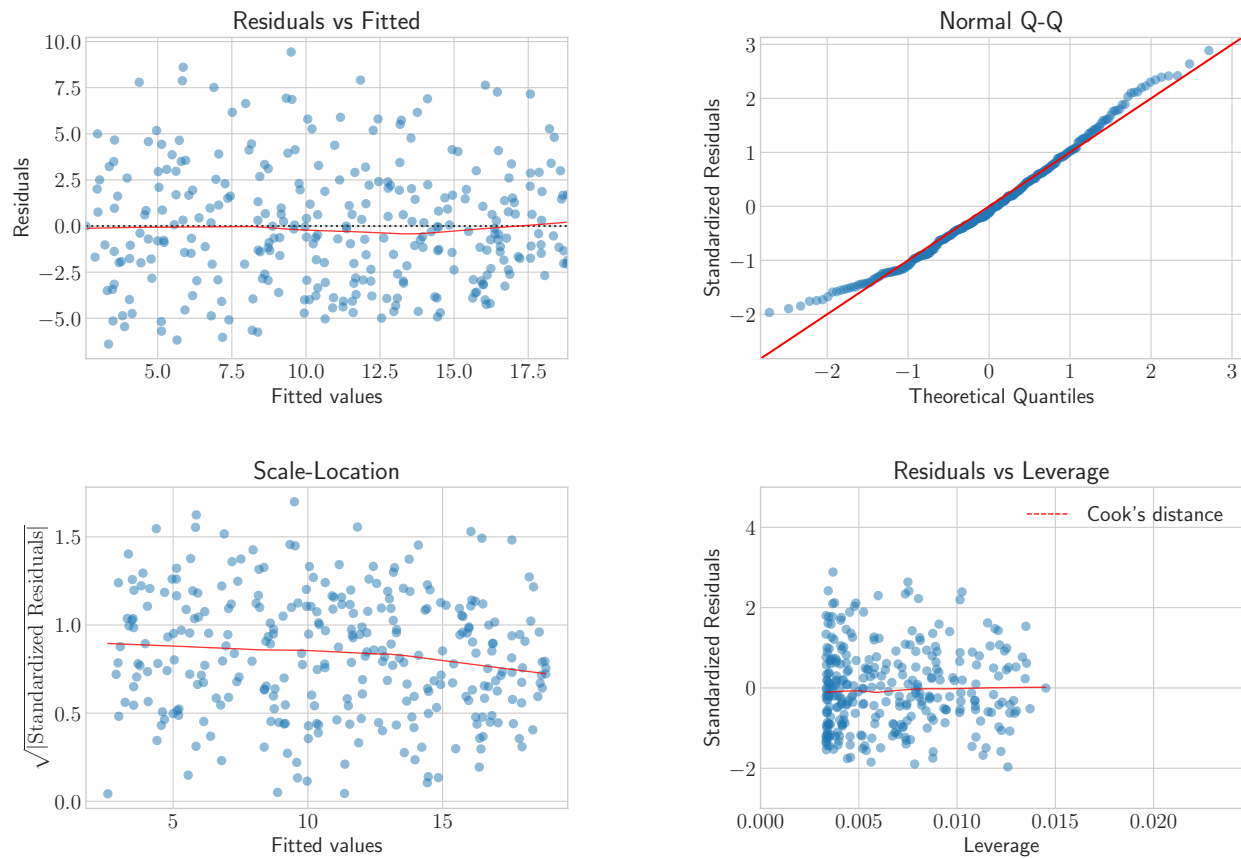 Residuals vs Fitted
10.0
7.5
5.0
2.5
0.0
−2.5
−5.0
Residuals
5.0 7.5 10.0 12.5 15.0 17.5
Fitted values
Normal Q-Q
3
2
1
0
−1
−2
Standardized Residuals
−2 −1 0 1 2 3
Theoretical Quantiles
Scale-Location
1.5
1.0
0.5
0.0
√|Standardized Residuals|
5 10 15
Fitted values
Residuals vs Leverage
Cook's distance
4
2
0
−2
Standardized Residuals
0.000 0.005 0.010 0.015 0.020
Leverage